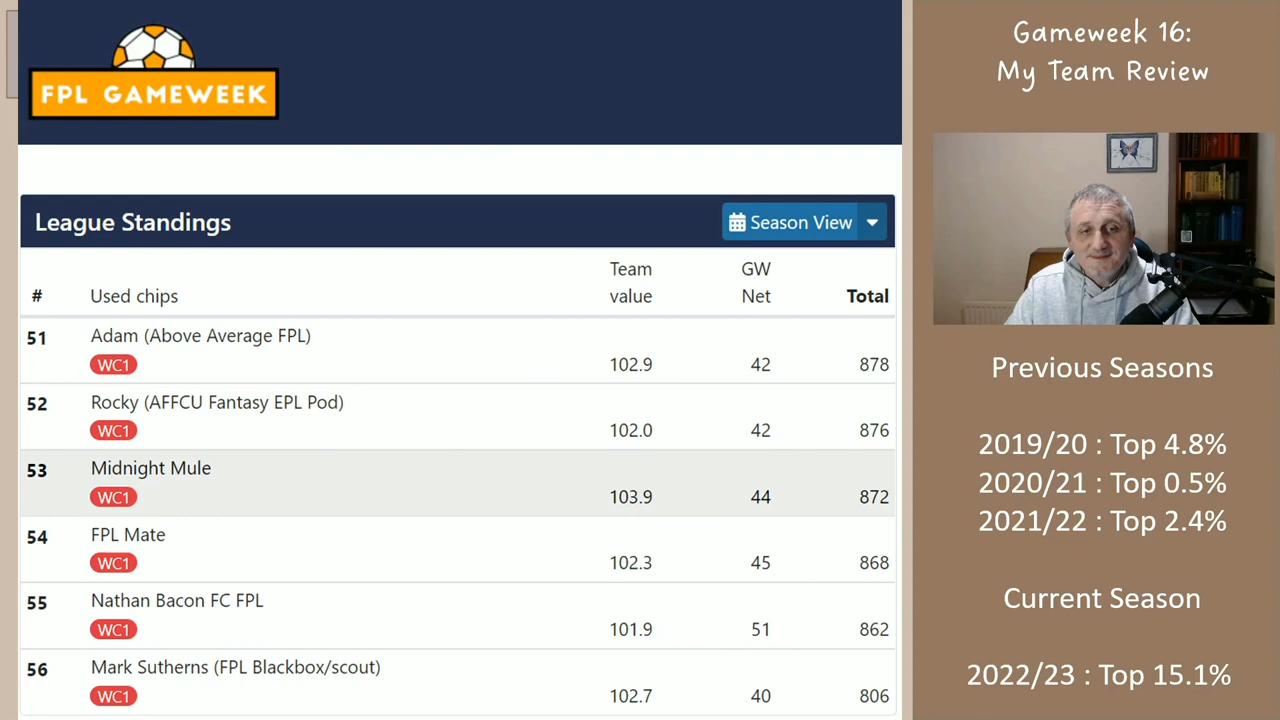 FPL GAMEWEEK
League Standings
Season View
# Used chips Team value GW Net Total
51 Adam (Above Average FPL)
WC1 102.9 42 878
52 Rocky (AFFCU Fantasy EPL Pod)
WC1 102.0 42 876
53 Midnight Mule
WC1 103.9 44 872
54 FPL Mate
WC1 102.3 45 868
55 Nathan Bacon FC FPL
WC1 101.9 51 862
56 Mark Sutherns (FPL Blackbox/scout)
WC1 102.7 40 806
Gameweek 16:
My Team Review
Previous Seasons
2019/20 : Top 4.8%
2020/21 : Top 0.5%
2021/22 : Top 2.4%
Current Season
2022/23 : Top 15.1%